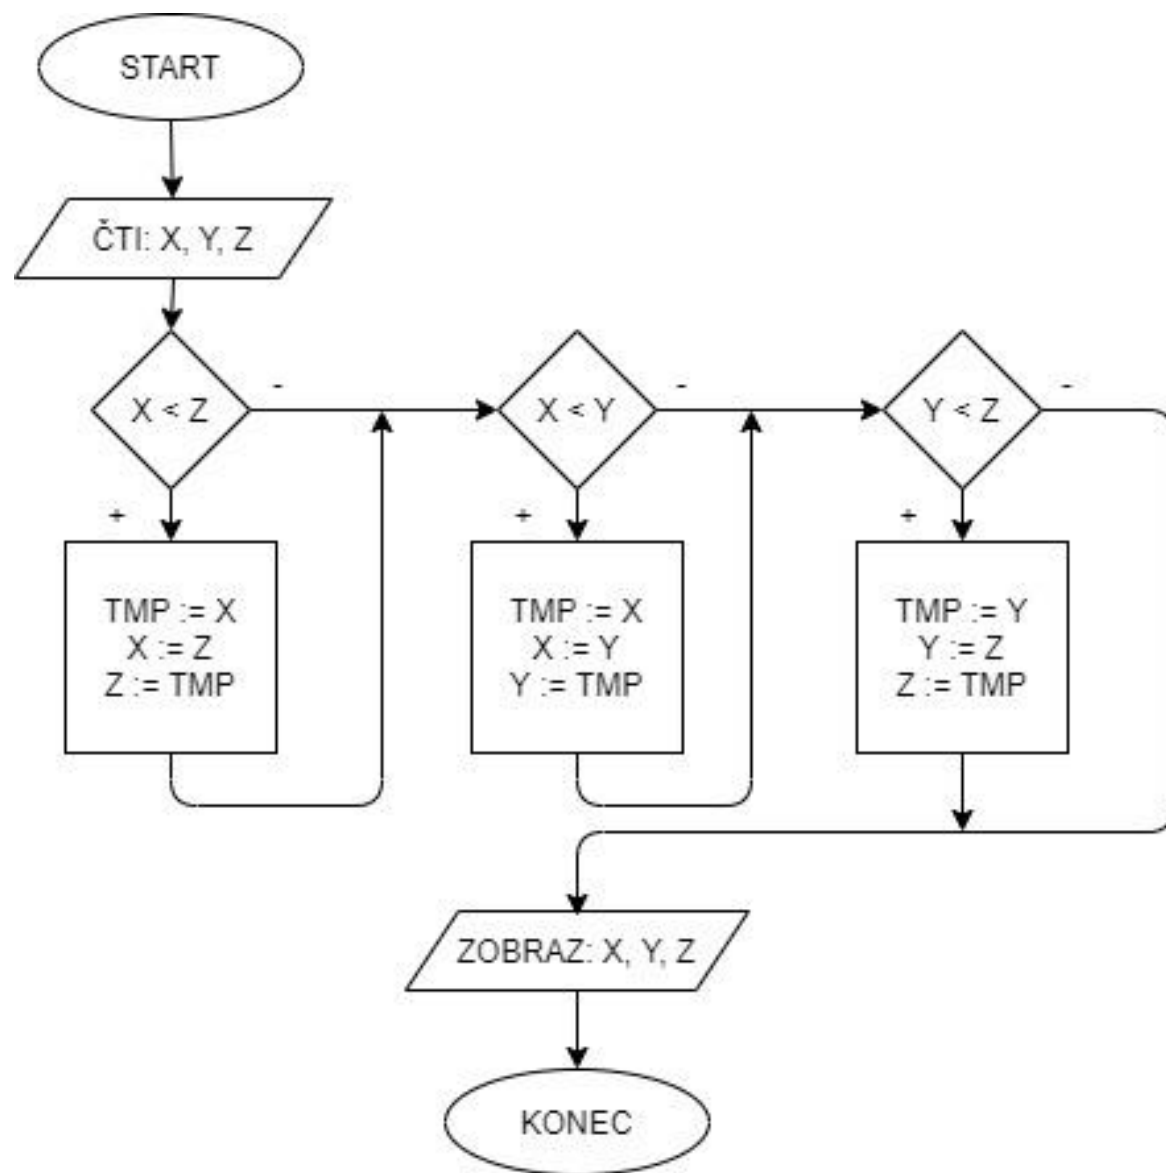 START
ČTI: X, Y, Z
X < Z
-
+
TMP := X
X := Z
Z := TMP
X < Y
-
+
TMP := X
X := Y
Y := TMP
Y < Z
-
+
TMP := Y
Y := Z
Z := TMP
ZOBRAZ: X, Y, Z
KONEC